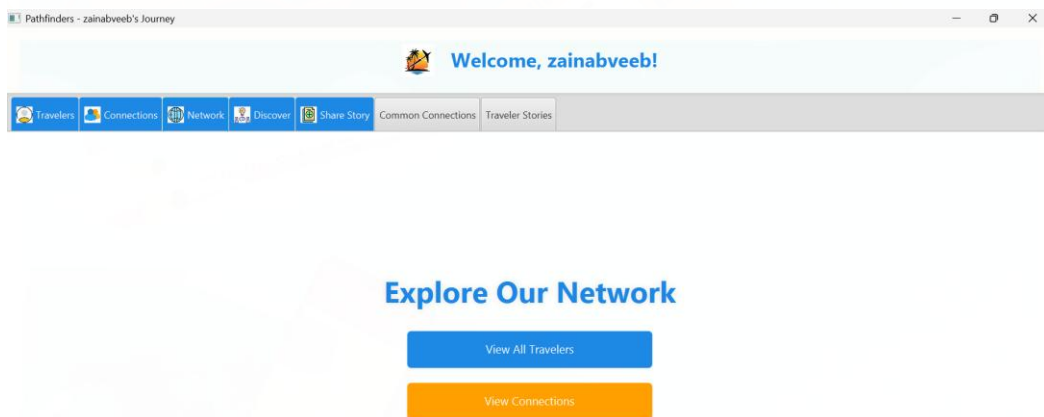 Pathfinders - zainabveeb's Journey
Welcome, zainabveeb!
Travelers Connections Network Discover Share Story Common Connections Traveler Stories
Explore Our Network
View All Travelers
View Connections